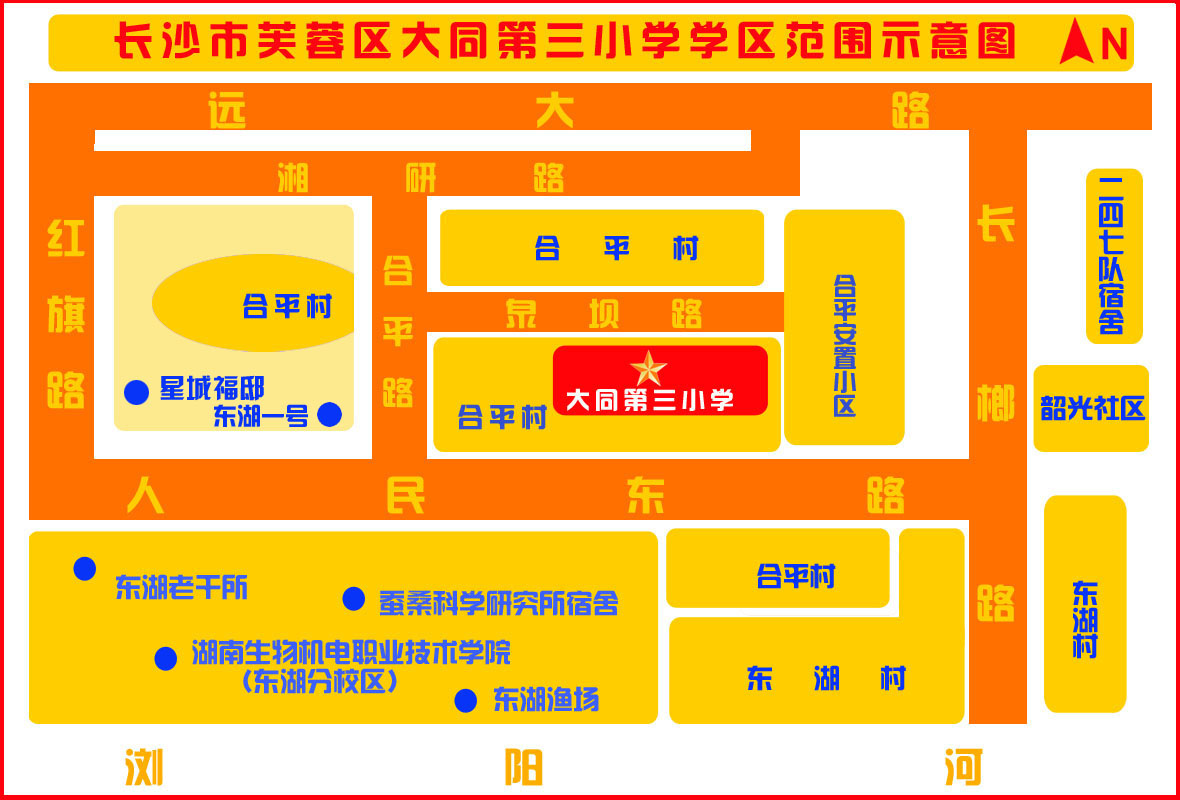 长沙市芙蓉区大同第三小学学区范围示意图
N
远大路
湘研路
红旗路
合平路
长榔路
二四七队宿舍
合平村
合平村
泉坝路
合平安置小区
大同第三小学
合平村
星城福邸
东湖一号
韶光社区
人民东路
东湖老干所
蚕桑科学研究所宿舍
湖南生物机电职业技术学院
（东湖分校区）
东湖渔场
合平村
东湖村
东湖村
浏阳河